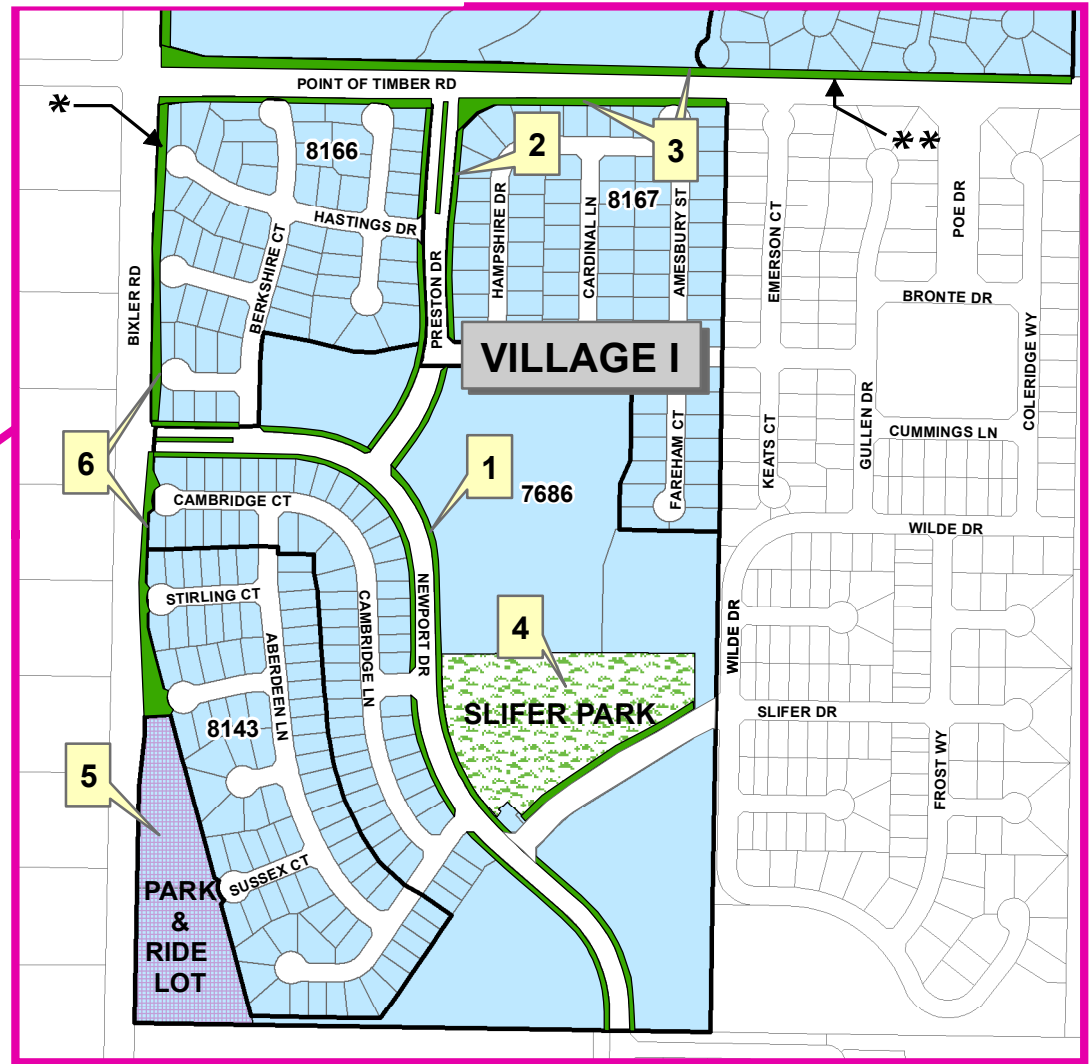 POINT OF TIMBER RD
*
**
8166
2
3
8167
HASTINGS DR
BERKSHIRE CT
BIXLER RD
PRESTON DR
HAMPSHIRE DR
CARDINAL LN
AMESBURY ST
EMERSON CT
POE DR
BRONTE DR
COLERIDGE WY
VILLAGE I
GULLEN DR
CUMMINGS LN
KEATS CT
FAREHAM CT
6
1
7686
CAMBRIDGE CT
WILDE DR
STIRLING CT
ABERDEEN LN
CAMBRIDGE LN
NEWPORT DR
4
WILDE DR
SLIFER PARK
SLIFER DR
8143
5
FROST WY
SUSSEX CT
PARK
&
RIDE
LOT